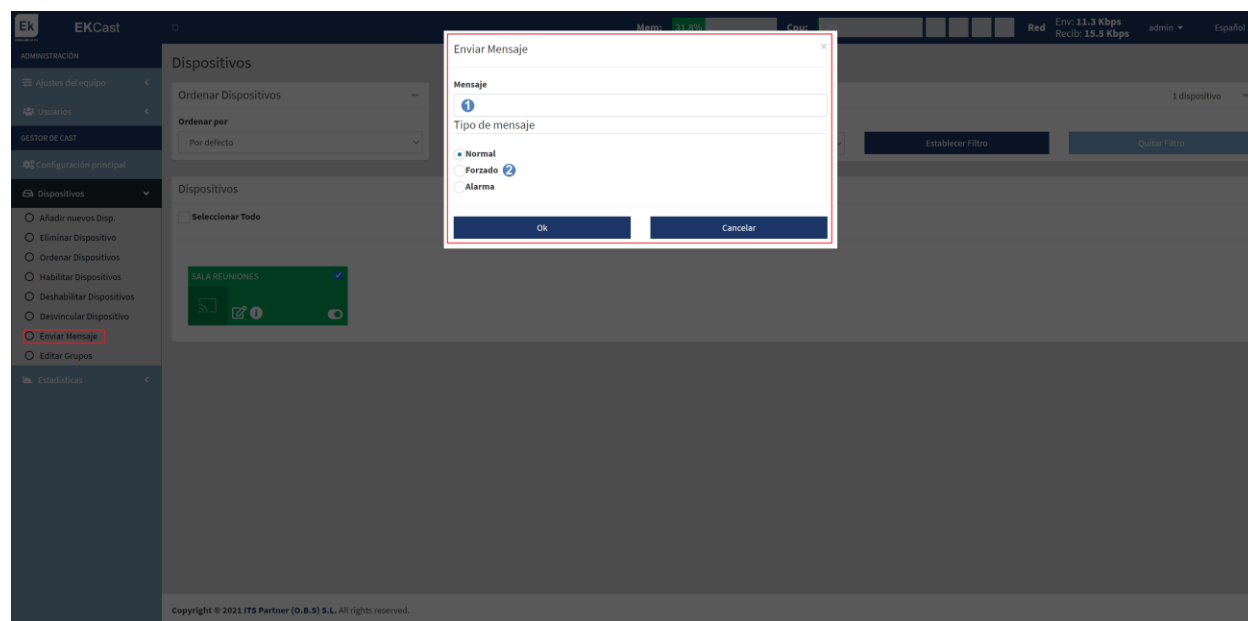 Ek EKCast
Mem: 31.8% Cpu:
Red Env: 11.3 Kbps
Recib: 15.5 Kbps
admin
Español
ADMINISTRACIÓN
Ajustes del equipo
Usuarios
GESTOR DE CAST
Configuración principal
Dispositivos
Añadir nuevos Disp.
Eliminar Dispositivo
Ordenar Dispositivos
Habilitar Dispositivos
Deshabilitar Dispositivos
Desvincular Dispositivo
Enviar Mensaje
Editar Grupos
Estadísticas
Dispositivos
Ordenar Dispositivos
Ordenar por
Por defecto
1 dispositivo
Establecer Filtro
Quitar Filtro
Dispositivos
Seleccionar Todo
SALA REUNIONES
Enviar Mensaje
×
Mensaje
1
Tipo de mensaje
Normal
Forzado 2
Alarma
Ok
Cancelar
Copyright © 2021 ITS Partner (O.B.S) S.L. All rights reserved.